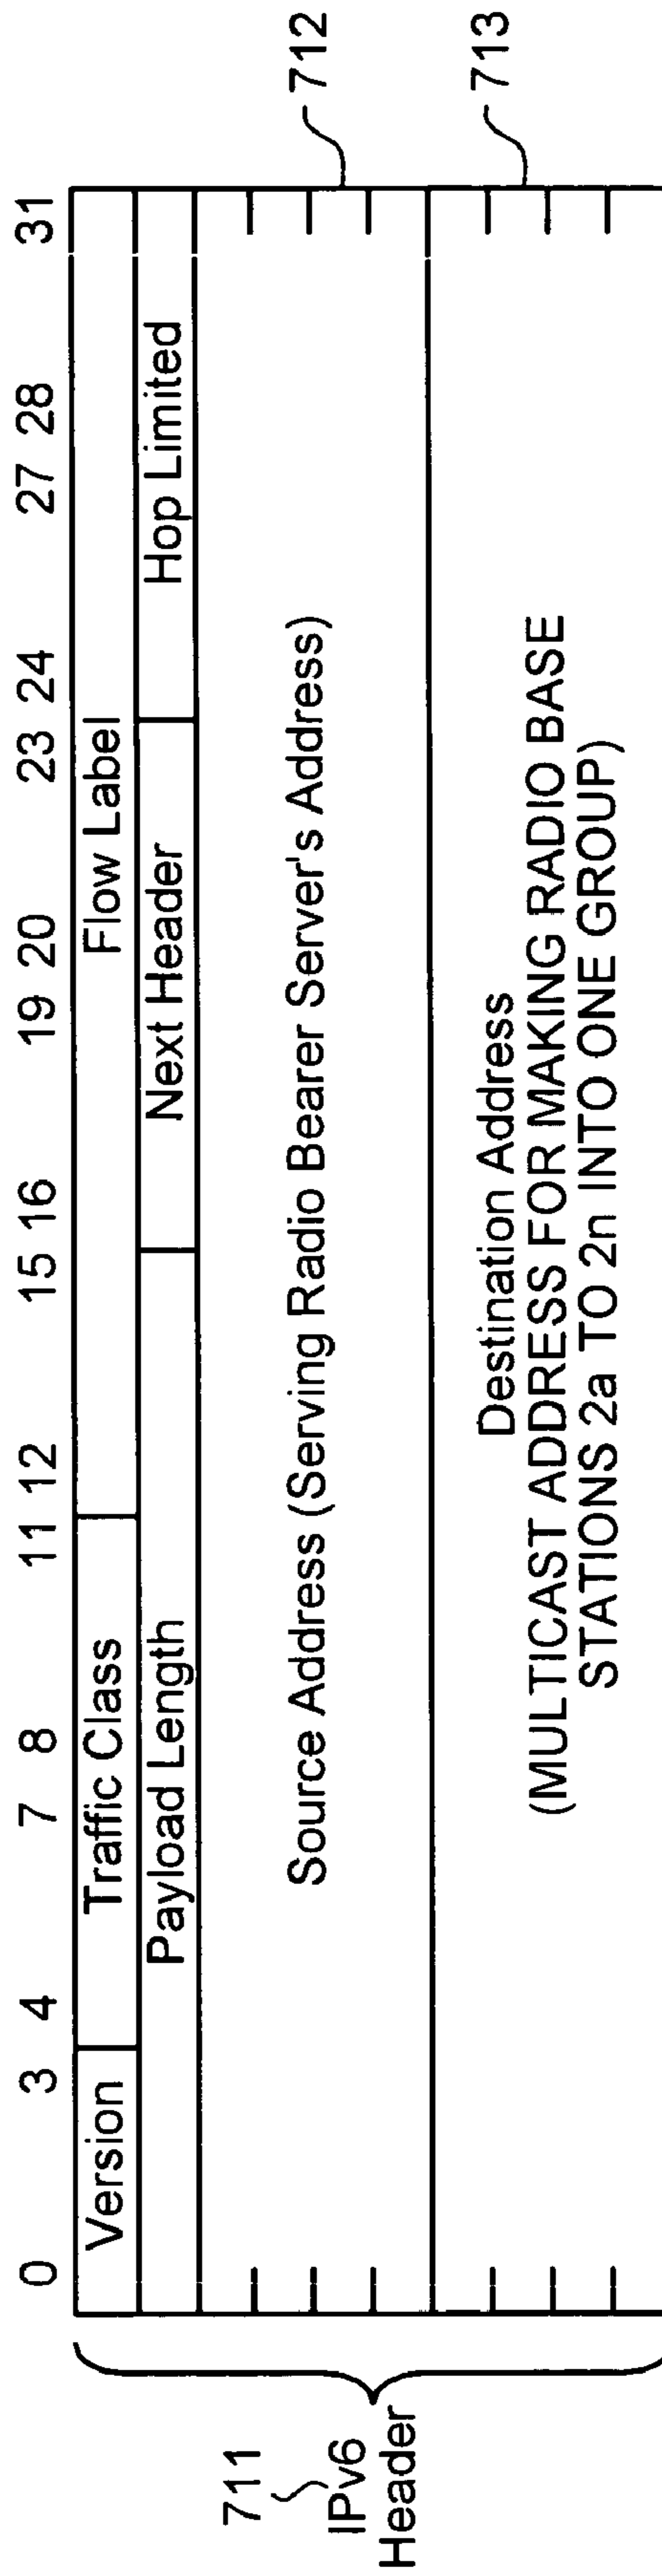 0 3 4 7 8 11 12 15 16 19 20 23 24 27 28 31
Version Traffic Class Flow Label
Payload Length Next Header Hop Limited
711
IPv6
Header
Source Address (Serving Radio Bearer Server's Address)
712
Destination Address
(MULTICAST ADDRESS FOR MAKING RADIO BASE
STATIONS 2a TO 2n INTO ONE GROUP)
713